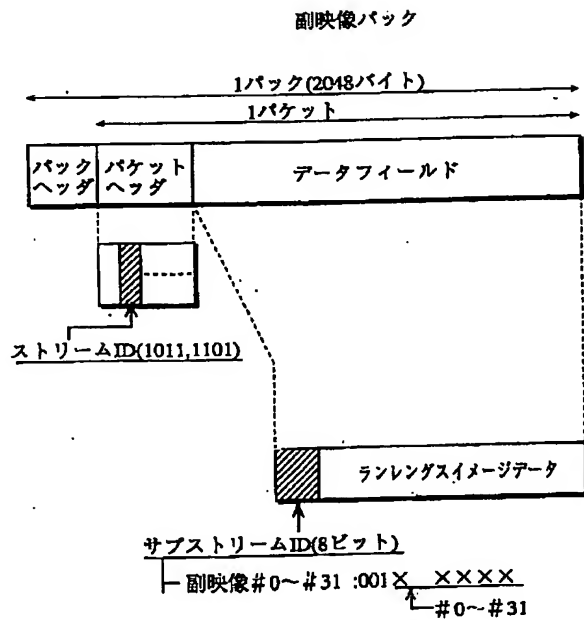 副映像パック
1パック(2048バイト)
1パケット
パック
ヘッダ
パケット
ヘッダ
データフィールド
ストリームID(1011,1101)
ランレングスイメージデータ
サブストリームID(8ビット)
副映像#0～#31 :001× ××××
#0～#31